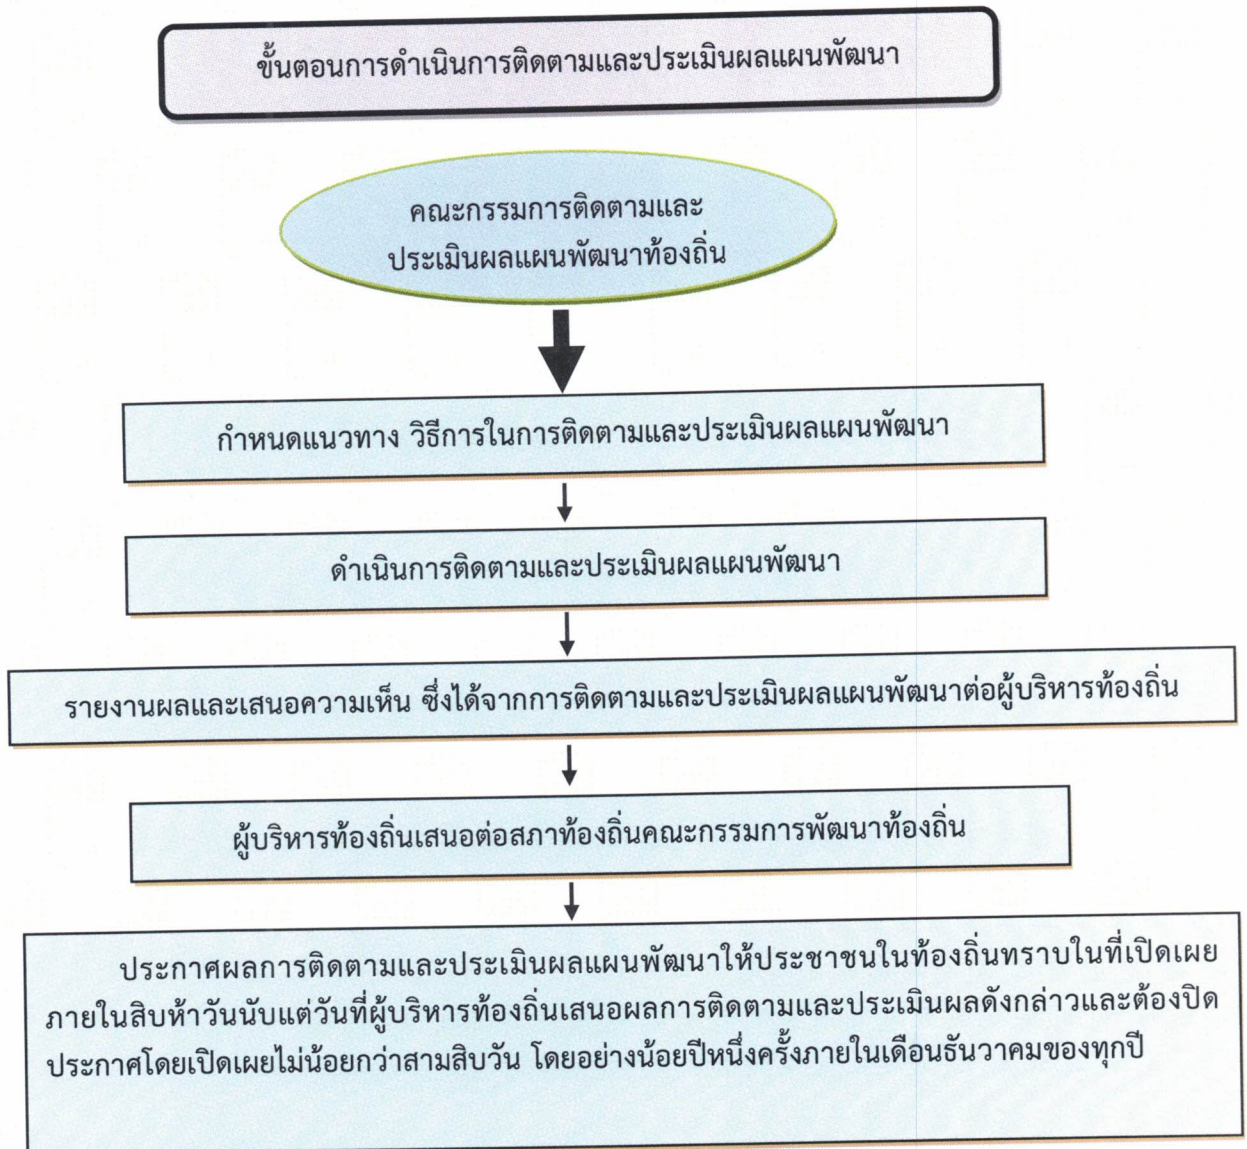 ขั้นตอนการดำเนินการติดตามและประเมินผลแผนพัฒนา
คณะกรรมการติดตามและ
ประเมินผลแผนพัฒนาท้องถิ่น
กำหนดแนวทาง วิธีการในการติดตามและประเมินผลแผนพัฒนา
ดำเนินการติดตามและประเมินผลแผนพัฒนา
รายงานผลและเสนอความเห็น ซึ่งได้จากการติดตามและประเมินผลแผนพัฒนาต่อผู้บริหารท้องถิ่น
ผู้บริหารท้องถิ่นเสนอต่อสภาท้องถิ่นคณะกรรมการพัฒนาท้องถิ่น
ประกาศผลการติดตามและประเมินผลแผนพัฒนาให้ประชาชนในท้องถิ่นทราบในที่เปิดเผย
ภายในสิบห้าวันนับแต่วันที่ผู้บริหารท้องถิ่นเสนอผลการติดตามและประเมินผลดังกล่าวและต้องปิด
ประกาศโดยเปิดเผยไม่น้อยกว่าสามสิบวัน โดยอย่างน้อยปีหนึ่งครั้งภายในเดือนธันวาคมของทุกปี